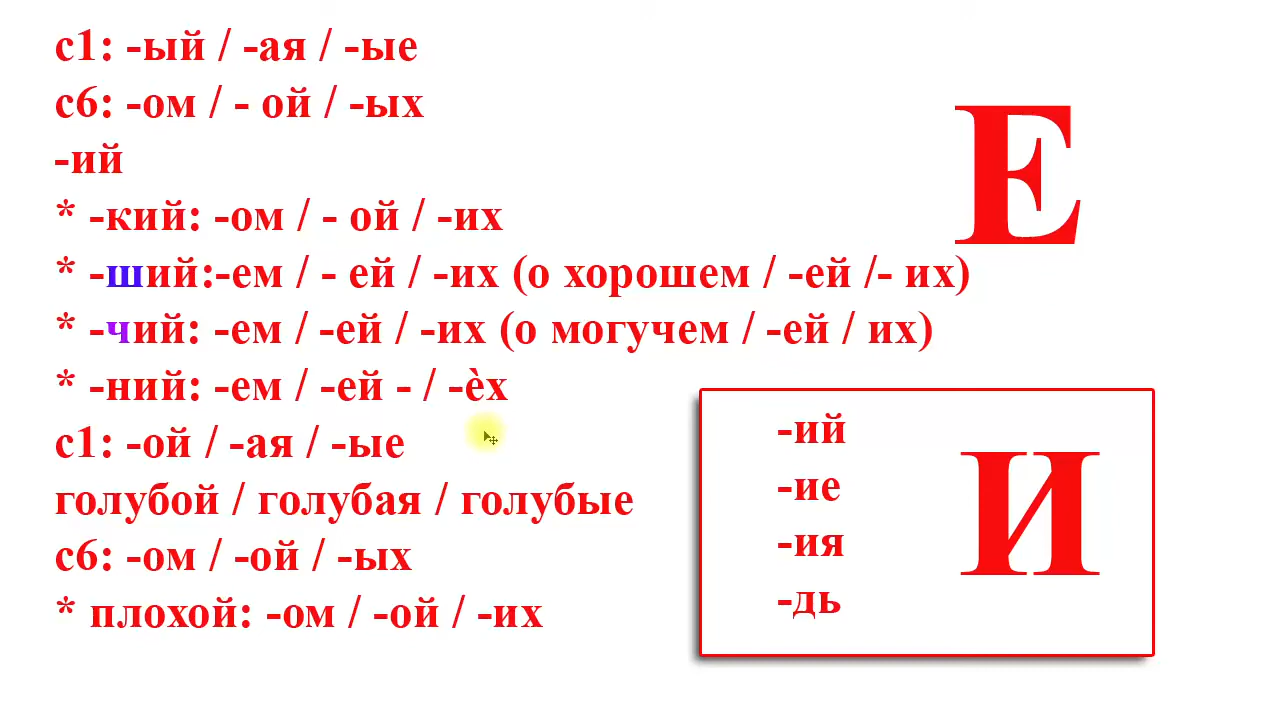 с1: -ый / -ая / -ые
с6: -ом / - ой / -ых
-ий
* -кий: -ом / - ой / -их
* -ший:-ем / - ей / -их (о хорошем / -ей /- их)
* -чий: -ем / -ей / -их (о могучем / -ей / их)
* -ний: -ем / -ей - / -ѐх
с1: -ой / -ая / -ые
голубой / голубая / голубые
с6: -ом / -ой / -ых
* плохой: -ом / -ой / -их
Е
-ий
-ие
-ия
-дь
И